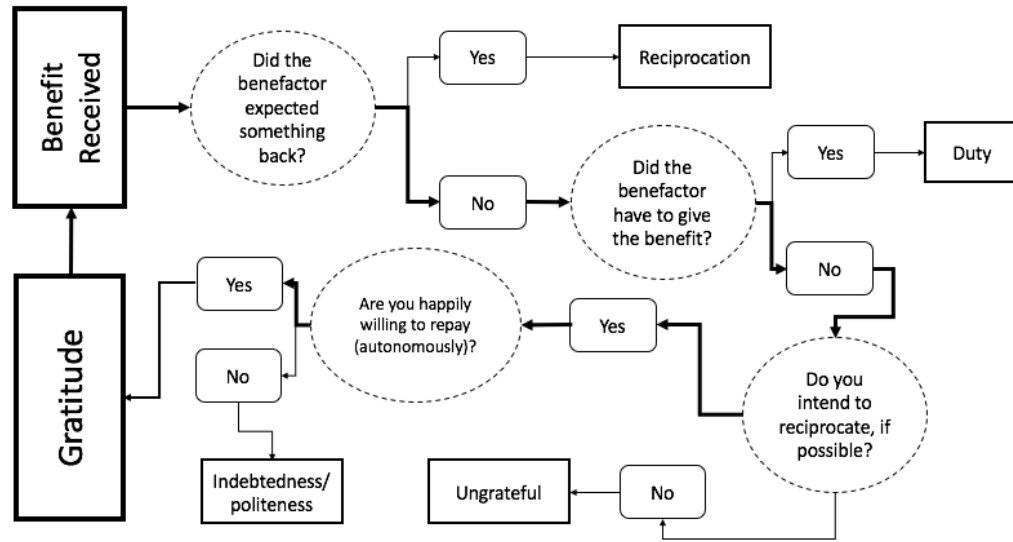 Benefit
Received
Did the
benefactor
expected
something
back?
Yes
Reciprocation
No
Did the
benefactor
have to give
the benefit?
Yes
Duty
No
Do you
intend to
reciprocate, if
possible?
Yes
Are you happily
willing to repay
(autonomously)?
Yes
No
Gratitude
Indebtedness/
politeness
No
Ungrateful